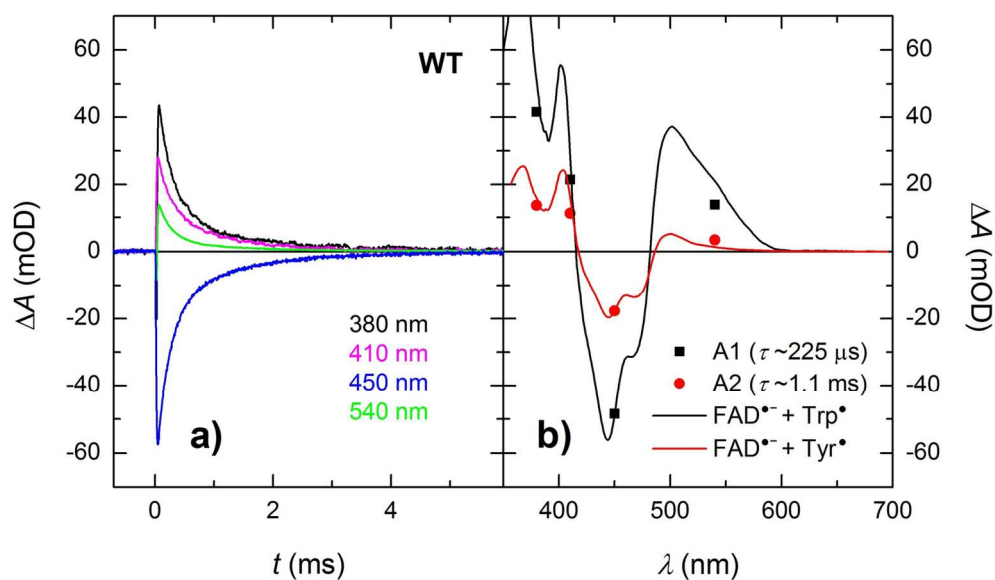 WT
60
40
20
0
-20
-40
-60
ΔA (mOD)
380 nm
410 nm
450 nm
540 nm
a)
0 2 4
t (ms)
b)
A1 (τ ~225 μs)
A2 (τ ~1.1 ms)
FAD•− + Trp•
FAD•− + Tyr•
400 500 600 700
λ (nm)
60
40
20
0
-20
-40
-60
ΔA (mOD)